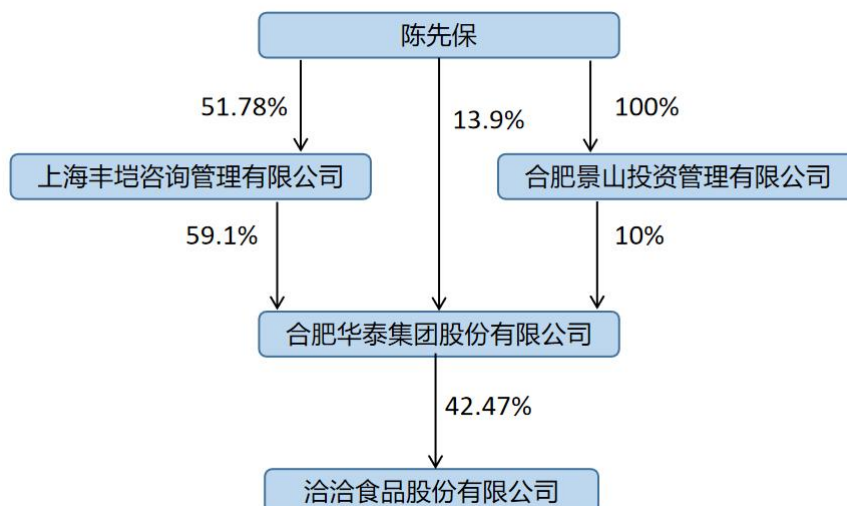 陈先保
51.78%
13.9%
100%
上海丰垲咨询管理有限公司
合肥景山投资管理有限公司
59.1%
10%
合肥华泰集团股份有限公司
42.47%
洽洽食品股份有限公司